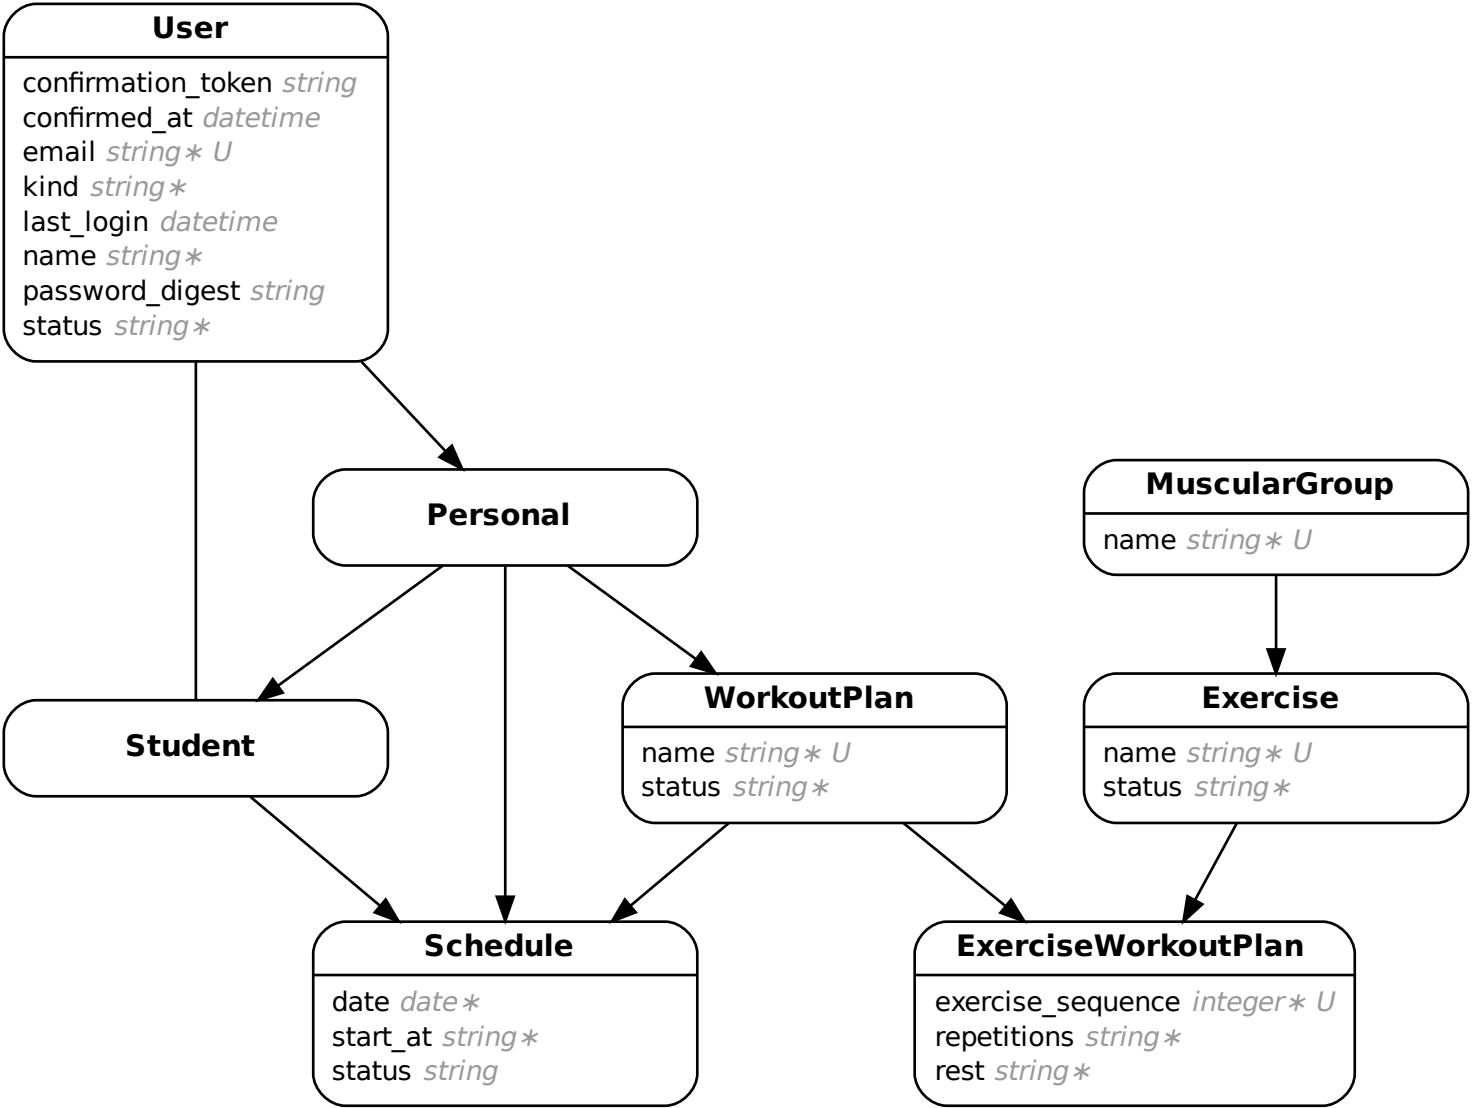 User
confirmation_token string
confirmed_at datetime
email string∗ U
kind string∗
last_login datetime
name string∗
password_digest string
status string∗
Personal
MuscularGroup
name string∗ U
Student
WorkoutPlan
name string∗ U
status string∗
Exercise
name string∗ U
status string∗
Schedule
date date∗
start_at string∗
status string
ExerciseWorkoutPlan
exercise_sequence integer∗ U
repetitions string∗
rest string∗